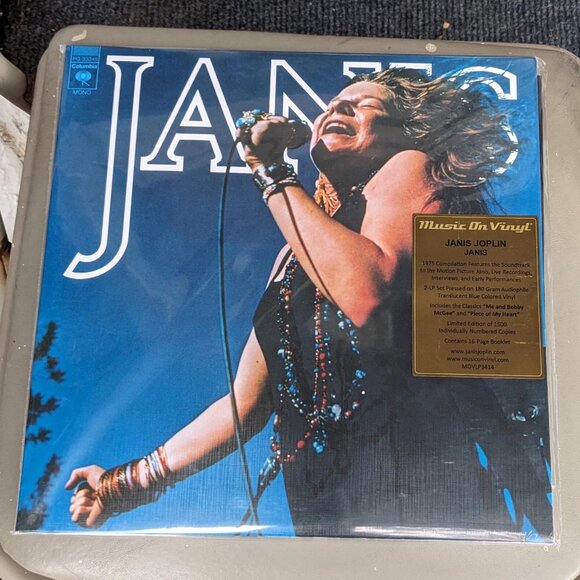 PG 33345
Columbia
MONO
JANIS
Music On Vinyl
JANIS JOPLIN
JANIS
1975 Compilation Features the Soundtrack
to the Motion Picture Janis, Live Recordings,
Interviews, and Early Performances
2-LP Set Pressed on 180 Gram Audiophile
Translucent Blue Colored Vinyl
Includes the Classics "Me and Bobby
McGee" and "Piece of My Heart"
Limited Edition of 1500
Individually Numbered Copies
Contains 16-Page Booklet
www.janisjoplin.com
www.musiconvinyl.com
MOVLP3414